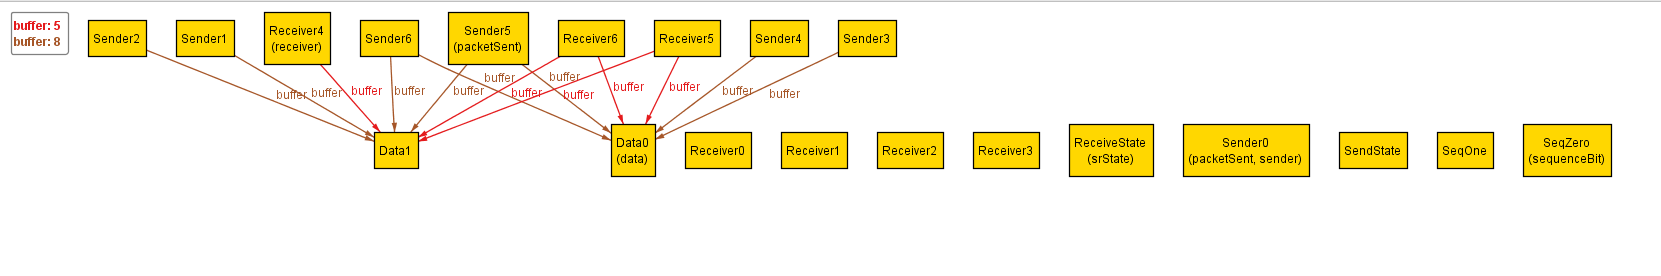 buffer: 5
buffer: 8
Sender2
Sender1
Receiver4
(receiver)
Sender6
Sender5
(packetSent)
Receiver6
Receiver5
Sender4
Sender3
buffer
buffer
buffer
buffer
buffer
buffer
buffer
buffer
buffer
buffer
buffer
buffer
buffer
Data1
Data0
(data)
Receiver0
Receiver1
Receiver2
Receiver3
ReceiveState
(srState)
Sender0
(packetSent, sender)
SendState
SeqOne
SeqZero
(sequenceBit)